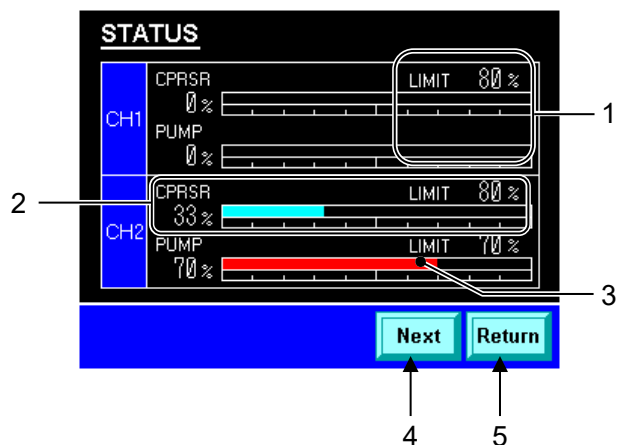 STATUS
CPRSR LIMIT 80 %
0 %
CH1
PUMP
0 %
1
CPRSR LIMIT 80 %
33 %
2
CH2
PUMP LIMIT 70 %
70 %
3
Next Return
4 5